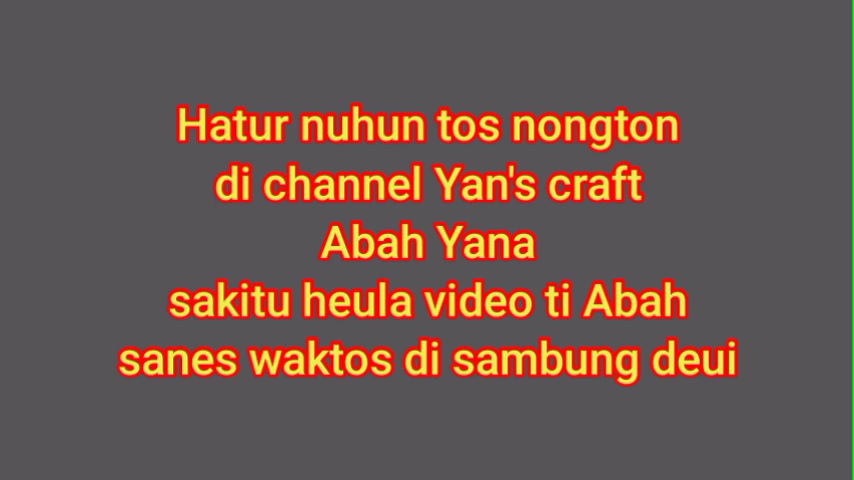 Hatur nuhun tos nongton
di channel Yan's craft
Abah Yana
sakitu heula video ti Abah
sanes waktos di sambung deui